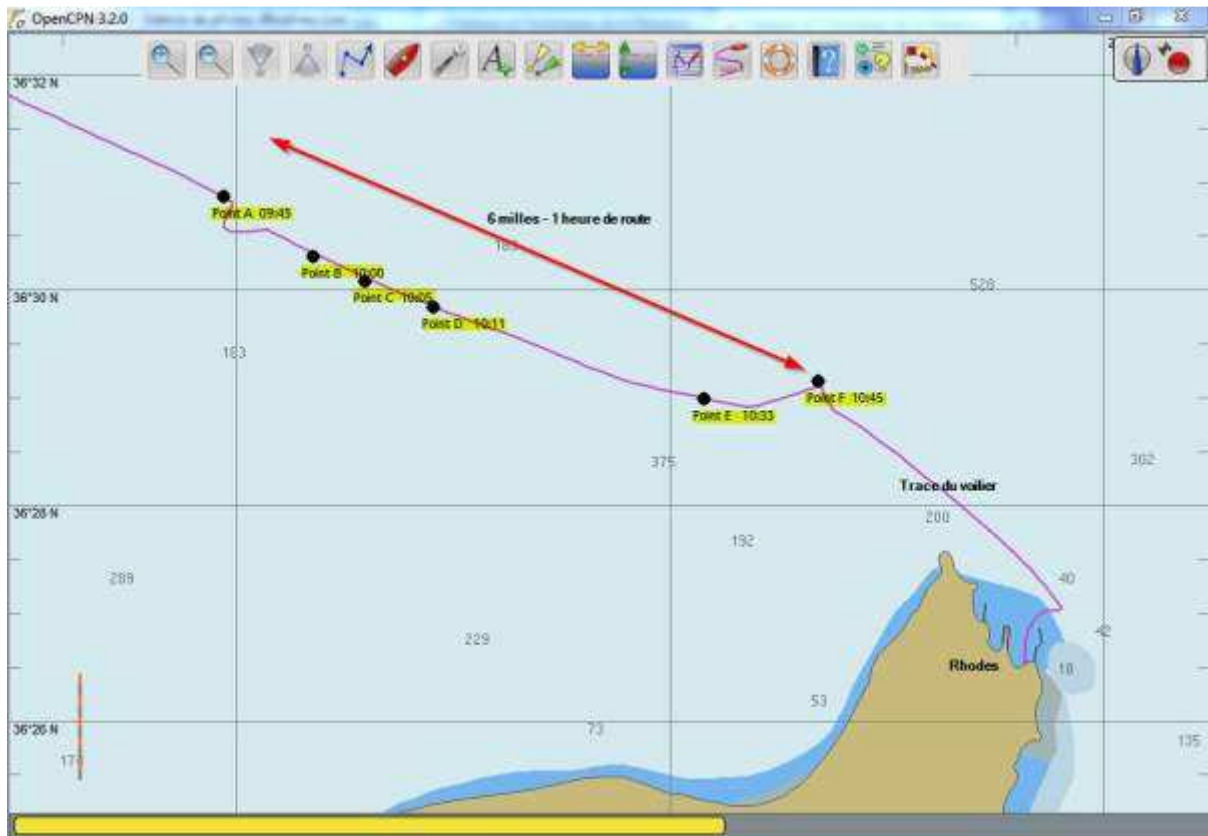 OpenCPN 3.2.0
36°32 N
Point A 09:45
6 milles - 1 heure de route
183
Point B 10:00
Point C 10:05
528
36°30 N
Point D 10:11
183
Point F 10:45
Point E 10:33
375
302
Trace du voilier
36°28 N
200
192
289
40
229
42
Rhodes
18
53
36°26 N
73
135